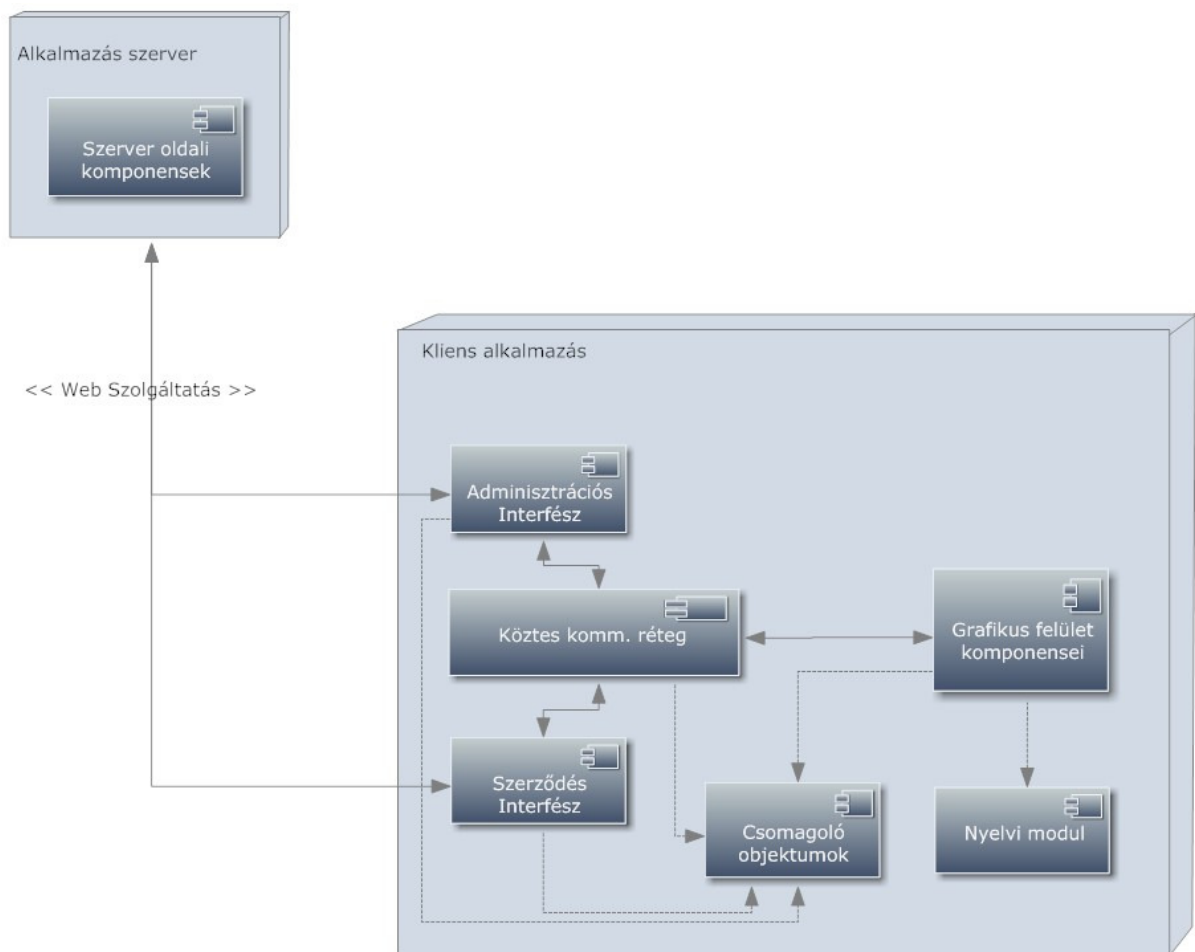 Alkalmazás szerver
Szerver oldali
komponensek
<< Web Szolgáltatás >>
Kliens alkalmazás
Adminisztrációs
Interfész
Köztes komm. réteg
Grafikus felület
komponensei
Szerződés
Interfész
Csomagoló
objektumok
Nyelvi modul